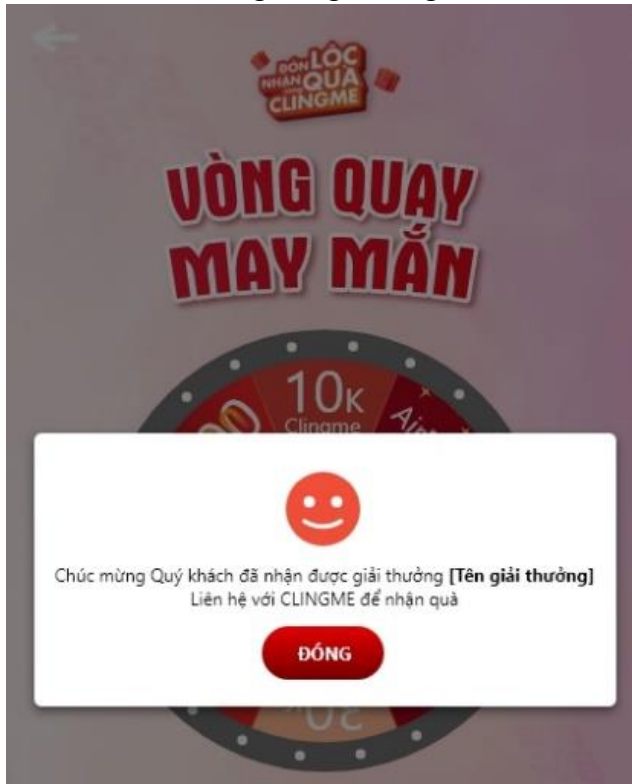 ĐÓN LỘC
NHẬN QUÀ
CLINGME
VÒNG QUAY
MAY MẮN
10K
Clingme
Chúc mừng Quý khách đã nhận được giải thưởng [Tên giải thưởng]
Liên hệ với CLINGME để nhận quà
ĐÓNG